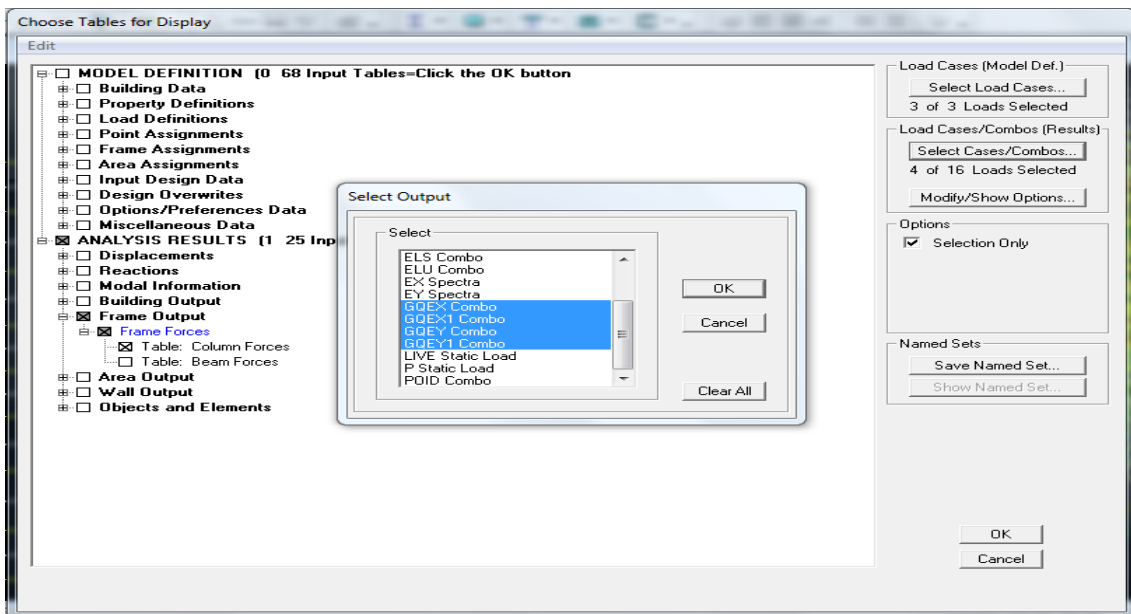 Choose Tables for Display
Edit
MODEL DEFINITION (0 68 Input Tables=Click the OK button
Building Data
Property Definitions
Load Definitions
Point Assignments
Frame Assignments
Area Assignments
Input Design Data
Design Overwrites
Options/Preferences Data
Miscellaneous Data
ANALYSIS RESULTS (1 25 Inp
Displacements
Reactions
Modal Information
Building Output
Frame Output
Frame Forces
Table: Column Forces
Table: Beam Forces
Area Output
Wall Output
Objects and Elements
Select Output
Select
ELS Combo
ELU Combo
EX Spectra
EY Spectra
GQEX Combo
GQEX1 Combo
GQEY Combo
GQEY1 Combo
LIVE Static Load
P Static Load
POID Combo
OK
Cancel
Clear All
Load Cases (Model Def.)
Select Load Cases...
3 of 3 Loads Selected
Load Cases/Combos (Results)
Select Cases/Combos...
4 of 16 Loads Selected
Modify/Show Options...
Options
Selection Only
Named Sets
Save Named Set...
Show Named Set...
OK
Cancel